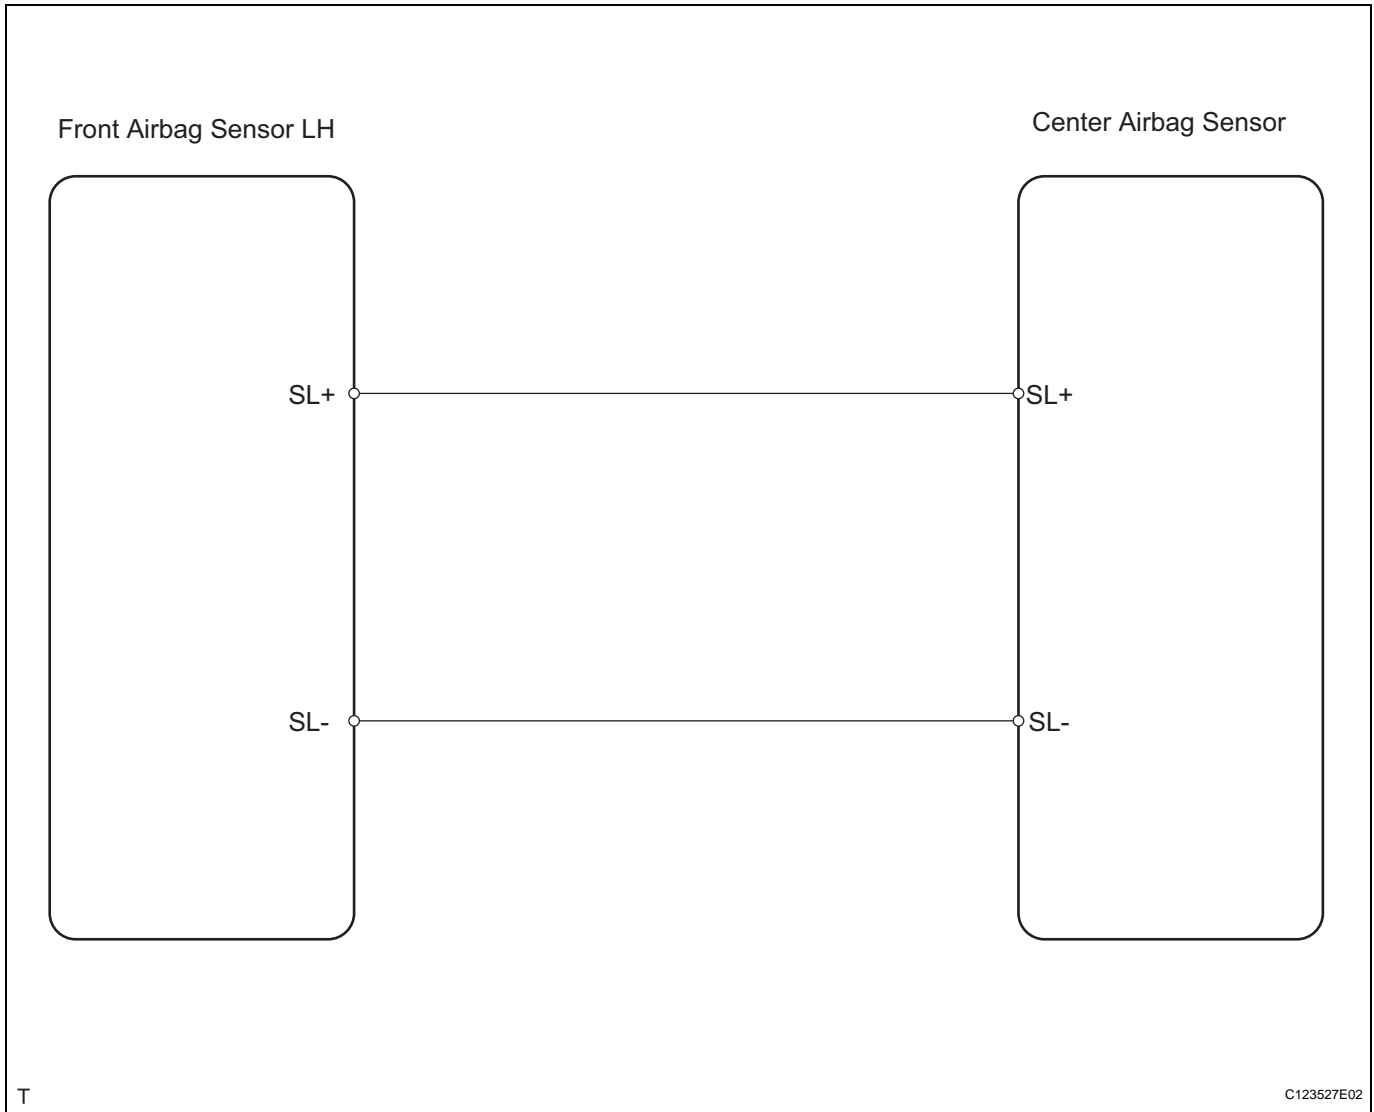 Front Airbag Sensor LH
Center Airbag Sensor
SL+
SL+
SL-
SL-
T
C123527E02